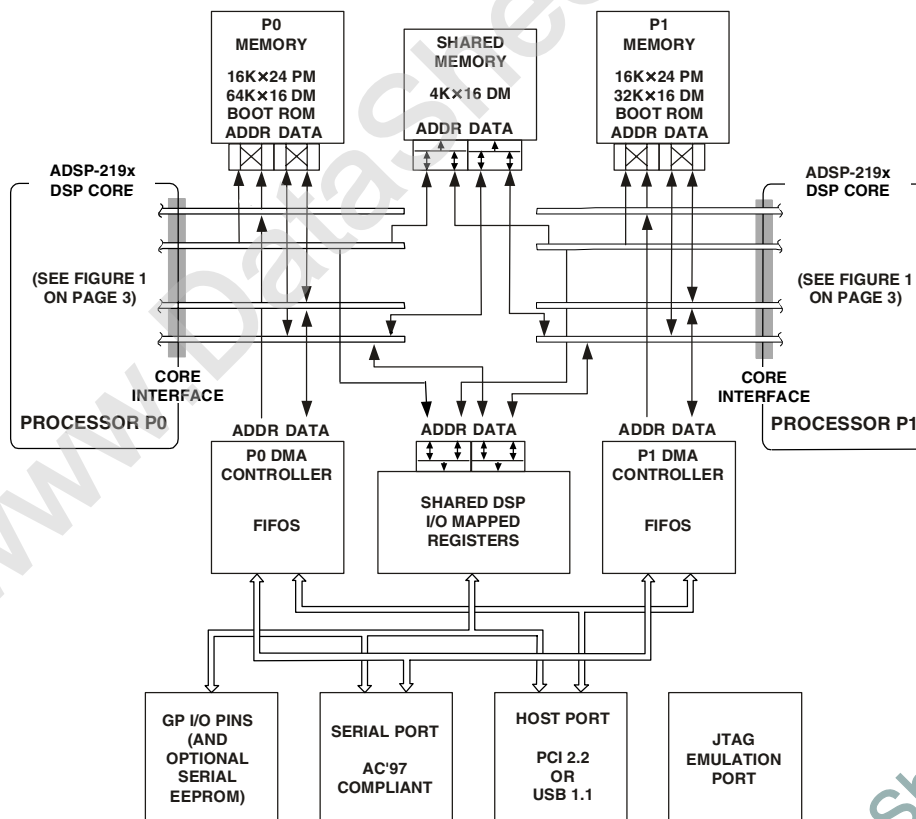 P0
MEMORY
16K×24 PM
64K×16 DM
BOOT ROM
ADDR DATA
SHARED
MEMORY
4K×16 DM
ADDR DATA
P1
MEMORY
16K×24 PM
32K×16 DM
BOOT ROM
ADDR DATA
ADSP-219x
DSP CORE
(SEE FIGURE 1
ON PAGE 3)
CORE
INTERFACE
PROCESSOR P0
ADSP-219x
DSP CORE
(SEE FIGURE 1
ON PAGE 3)
CORE
INTERFACE
PROCESSOR P1
ADDR DATA
P0 DMA
CONTROLLER
FIFOS
ADDR DATA
SHARED DSP
I/O MAPPED
REGISTERS
ADDR DATA
P1 DMA
CONTROLLER
FIFOS
GP I/O PINS
(AND
OPTIONAL
SERIAL
EEPROM)
SERIAL PORT
AC'97
COMPLIANT
HOST PORT
PCI 2.2
OR
USB 1.1
JTAG
EMULATION
PORT
www.DataShe